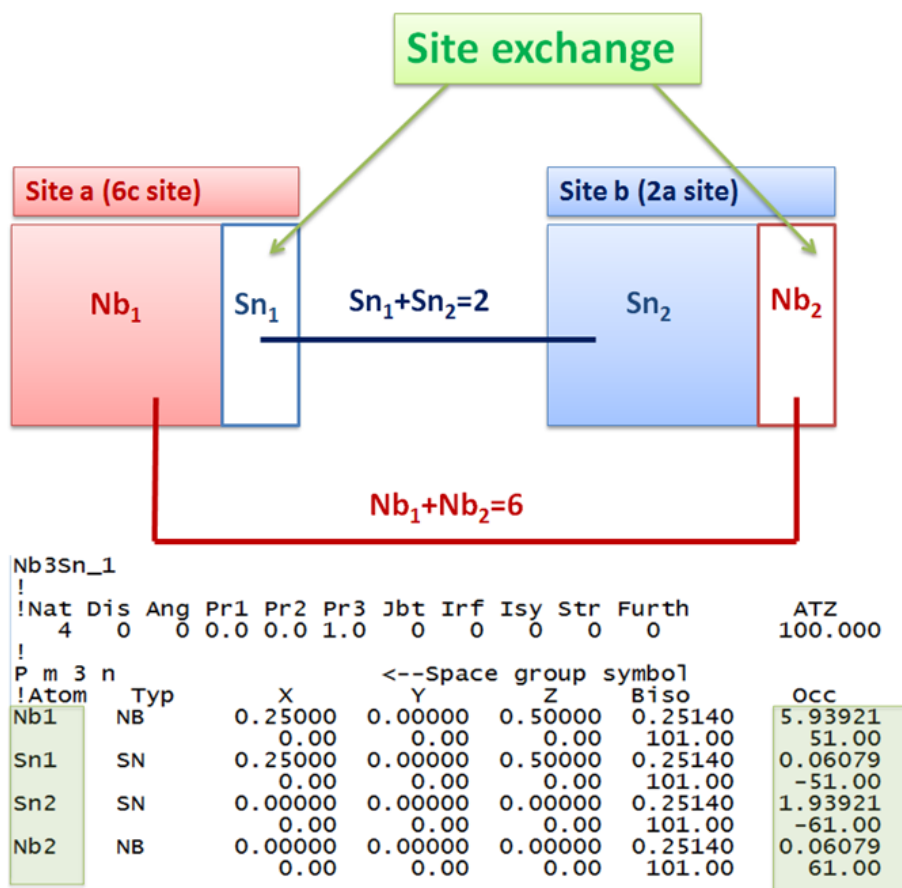 Site exchange
Site a (6c site)
Site b (2a site)
Nb₁
Sn₁
Sn₁+Sn₂=2
Sn₂
Nb₂
Nb₁+Nb₂=6
Nb3Sn_1
!
!Nat Dis Ang Pr1 Pr2 Pr3 Jbt Irf Isy Str Furth ATZ
4 0 0 0.0 0.0 1.0 0 0 0 0 0 100.000
!
P m 3 n <--Space group symbol
!Atom Typ X Y Z Biso Occ
Nb1 NB 0.25000 0.00000 0.50000 0.25140 5.93921
0.00 0.00 0.00 101.00 51.00
Sn1 SN 0.25000 0.00000 0.50000 0.25140 0.06079
0.00 0.00 0.00 101.00 -51.00
Sn2 SN 0.00000 0.00000 0.00000 0.25140 1.93921
0.00 0.00 0.00 101.00 -61.00
Nb2 NB 0.00000 0.00000 0.00000 0.25140 0.06079
0.00 0.00 0.00 101.00 61.00